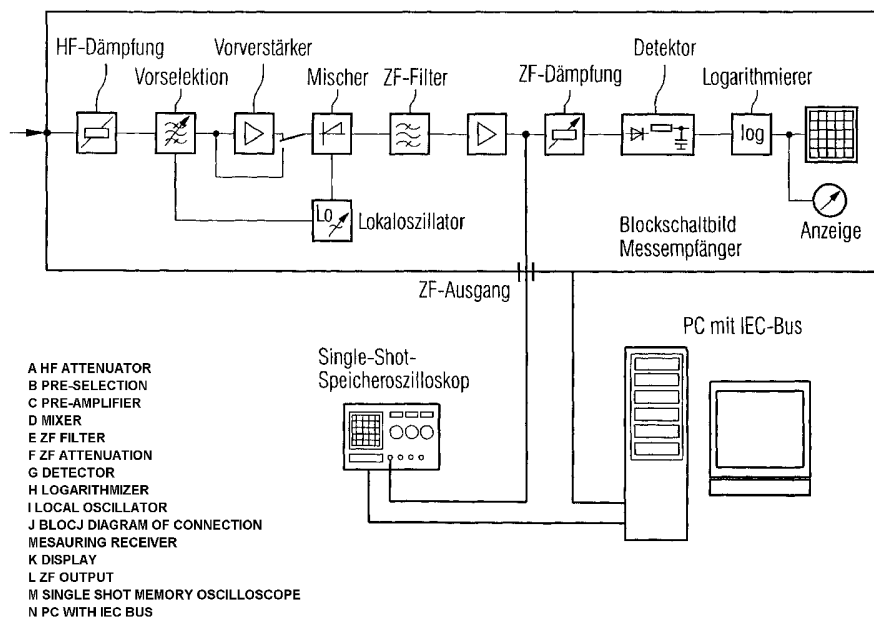 HF-Dämpfung
Vorverstärker
Detektor
Vorselektion
Mischer
ZF-Filter
ZF-Dämpfung
Logarithmierer
log
Lo
Lokaloszillator
Blockschaltbild
Messempfänger
Anzeige
ZF-Ausgang
PC mit IEC-Bus
Single-Shot-
Speicheroszilloskop
A HF ATTENUATOR
B PRE-SELECTION
C PRE-AMPLIFIER
D MIXER
E ZF FILTER
F ZF ATTENUATION
G DETECTOR
H LOGARITHMIZER
I LOCAL OSCILLATOR
J BLOCJ DIAGRAM OF CONNECTION
MESAURING RECEIVER
K DISPLAY
L ZF OUTPUT
M SINGLE SHOT MEMORY OSCILLOSCOPE
N PC WITH IEC BUS